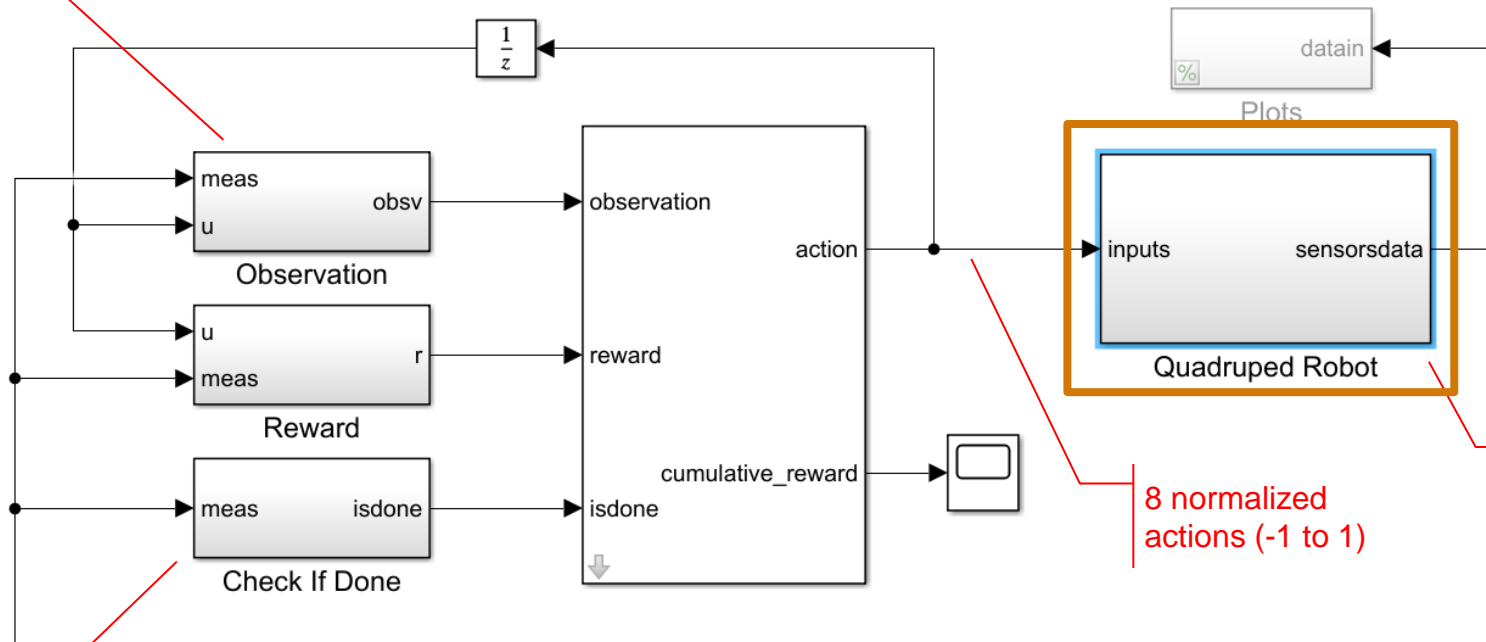 1
z
datain
%
Plots
meas
obsv
u
Observation
observation
action
inputs
sensorsdata
Quadruped Robot
u
r
meas
Reward
reward
cumulative_reward
meas
isdone
Check If Done
isdone
8 normalized
actions (-1 to 1)